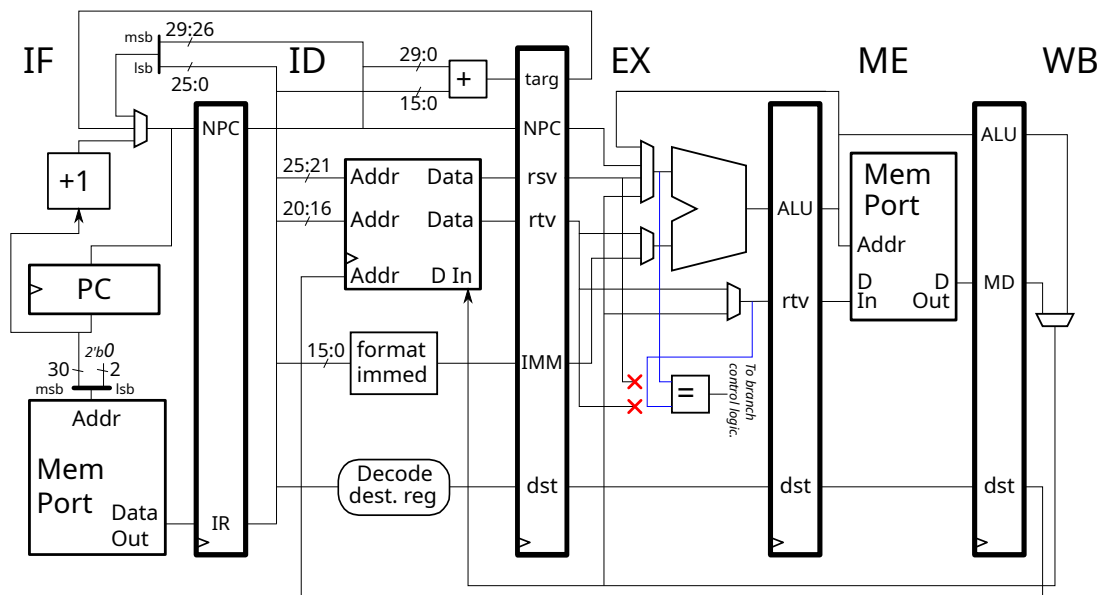 IF
ID
EX
ME
WB
msb
29:26
lsb
25:0
29:0
+
15:0
targ
NPC
NPC
ALU
+1
25:21
Addr
Data
rsv
20:16
Addr
Data
rtv
Addr
D In
ALU
Mem
Port
Addr
D
In
D
Out
MD
rtv
PC
2'b0
30
2
msb
lsb
15:0
format
immed
IMM
=
To branch
control logic.
Addr
Mem
Port
Data
Out
IR
Decode
dest. reg
dst
dst
dst